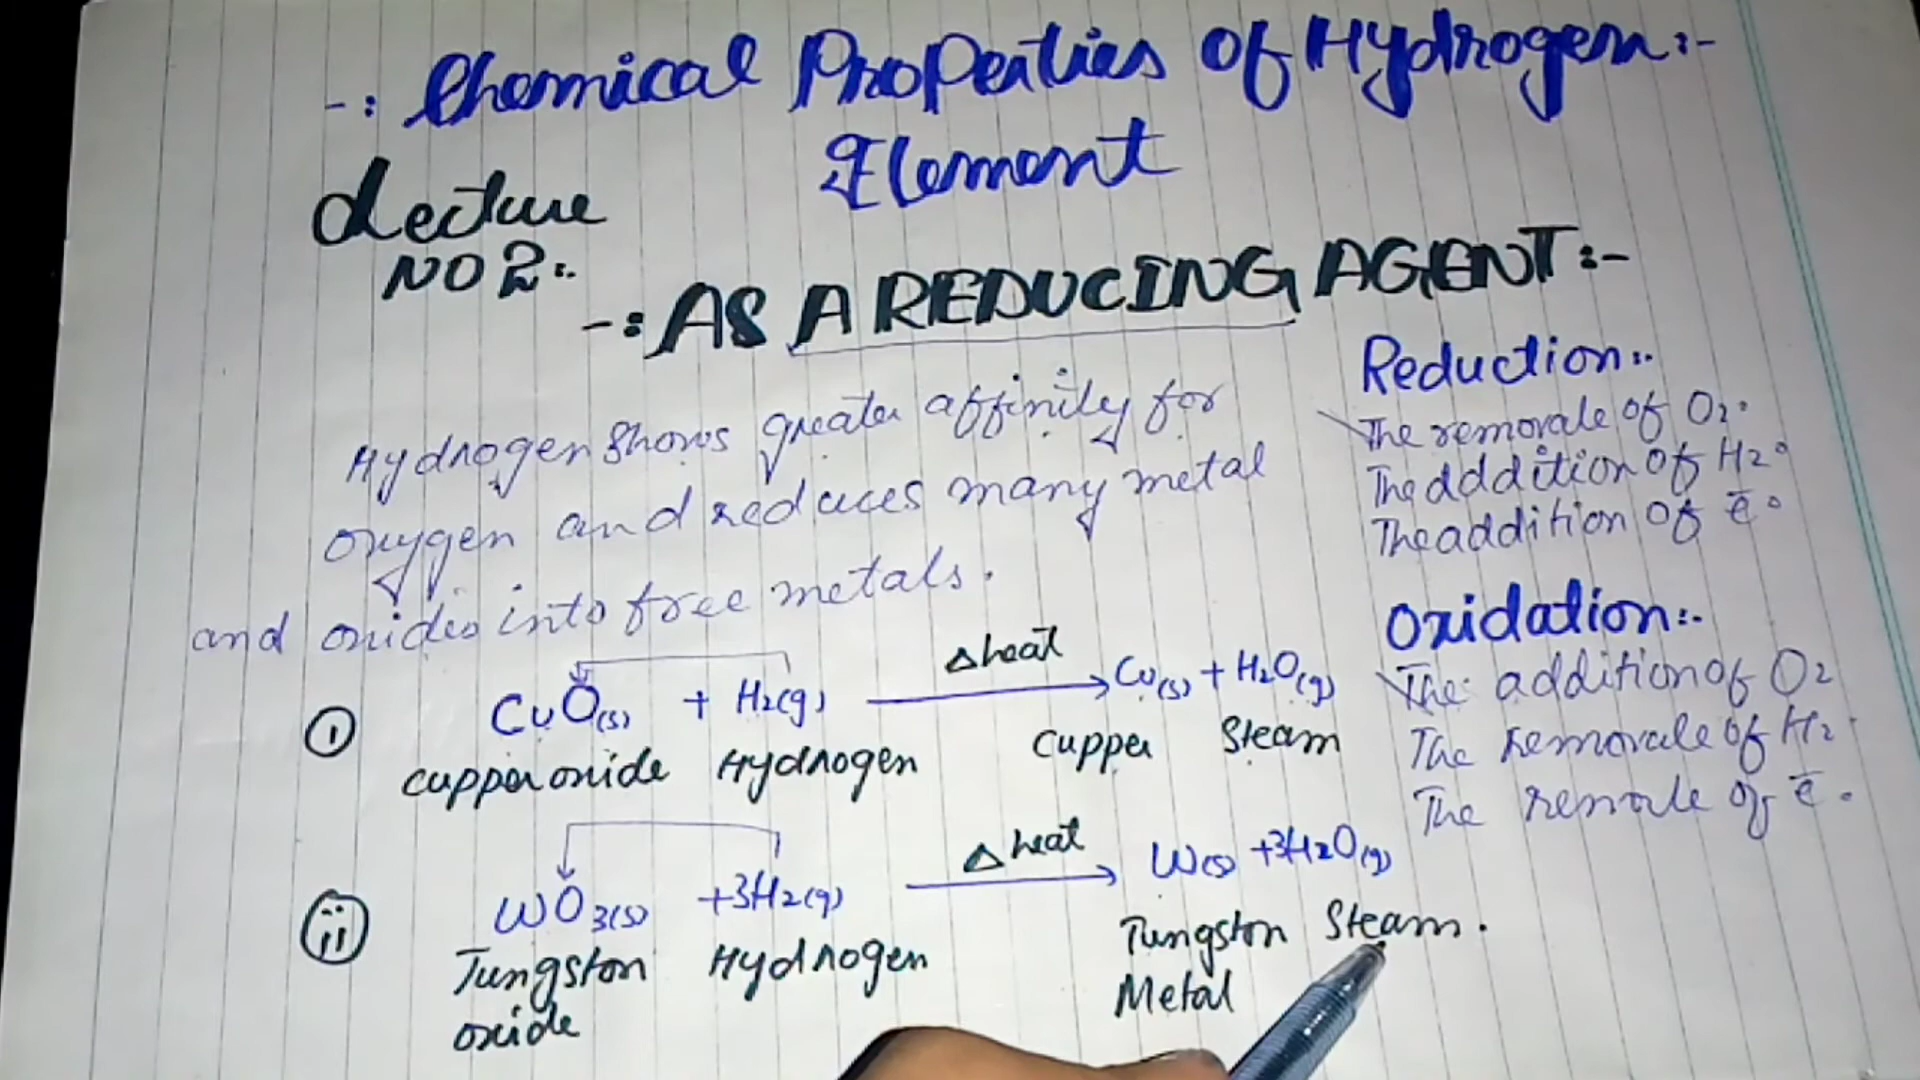 -: Chemical Properties of Hydrogen:-
Element
Lecture
NO 2:.
-: AS A REDUCING AGENT:-
Hydrogen shows greater affinity for
oxygen and reduces many metal
and oxides into free metals.
Reduction:.
The removale of O2.
The addition of H2.
The addition of e̅.
Oxidation:.
The addition of O2
The removale of H2.
The remole of e̅.
i CuO(s) + H2(g) Δheat → Cu(s) + H2O(g)
Cupper oxide Hydrogen Cupper Steam
ii WO3(s) +3H2(g) Δ heat → W(s) +3H2O(g)
Tungston Hydrogen Tungston Steam.
oxide Metal